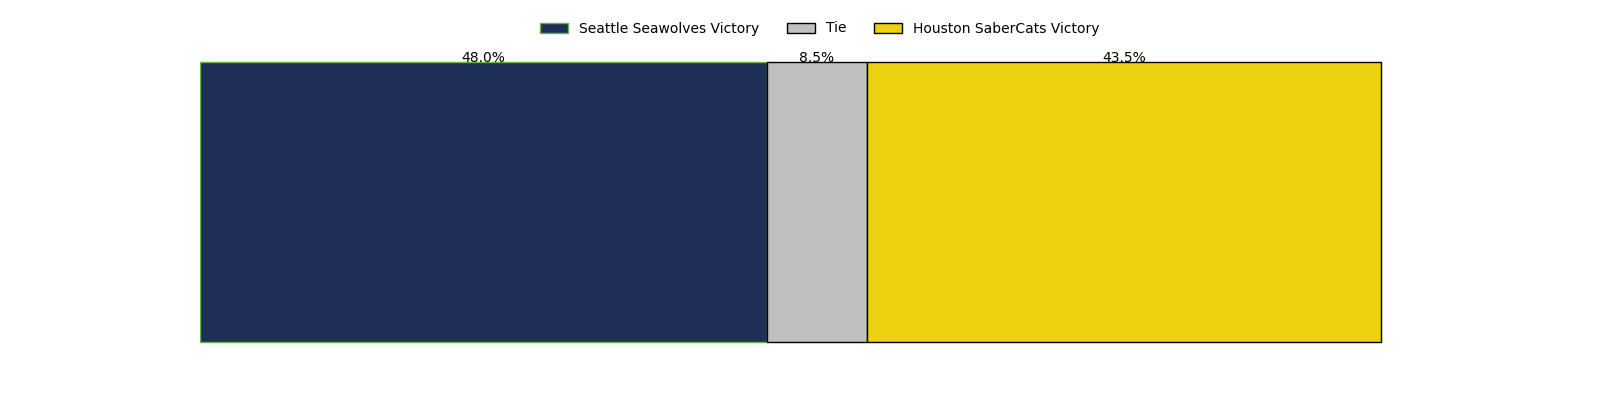 Seattle Seawolves Victory Tie Houston SaberCats Victory
48.0% 8.5% 43.5%